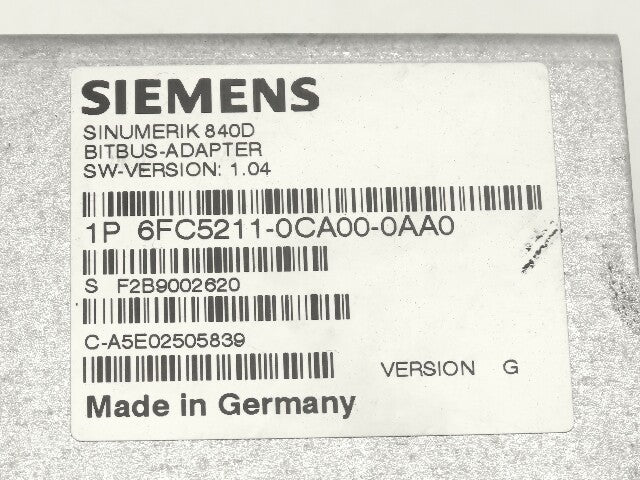 SIEMENS
SINUMERIK 840D
BITBUS-ADAPTER
SW-VERSION: 1.04
1P 6FC5211-0CA00-0AA0
S F2B9002620
C-A5E02505839
VERSION G
Made in Germany